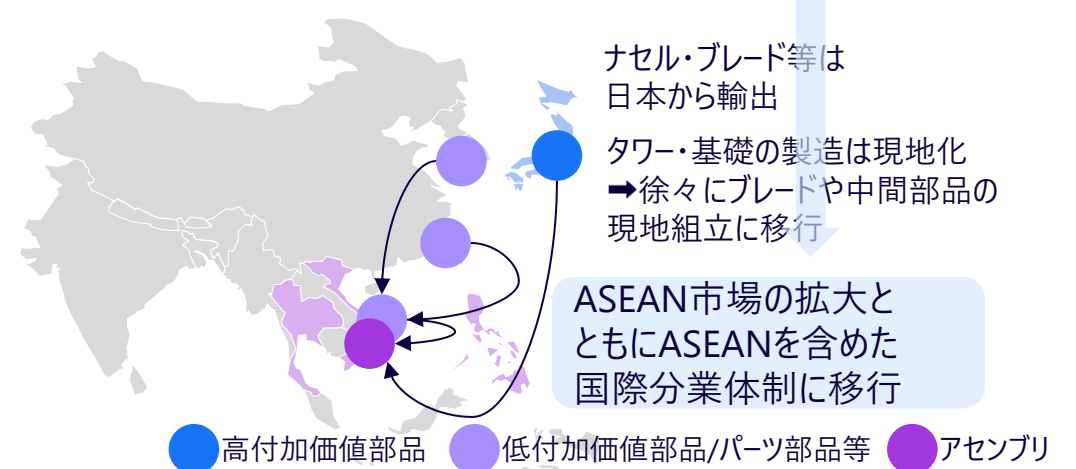 ナセル・ブレード等は
日本から輸出
タワー・基礎の製造は現地化
➡徐々にブレードや中間部品の
現地組立に移行
ASEAN市場の拡大と
ともにASEANを含めた
国際分業体制に移行
高付加価値部品
低付加価値部品/パーツ部品等
アセンブリ